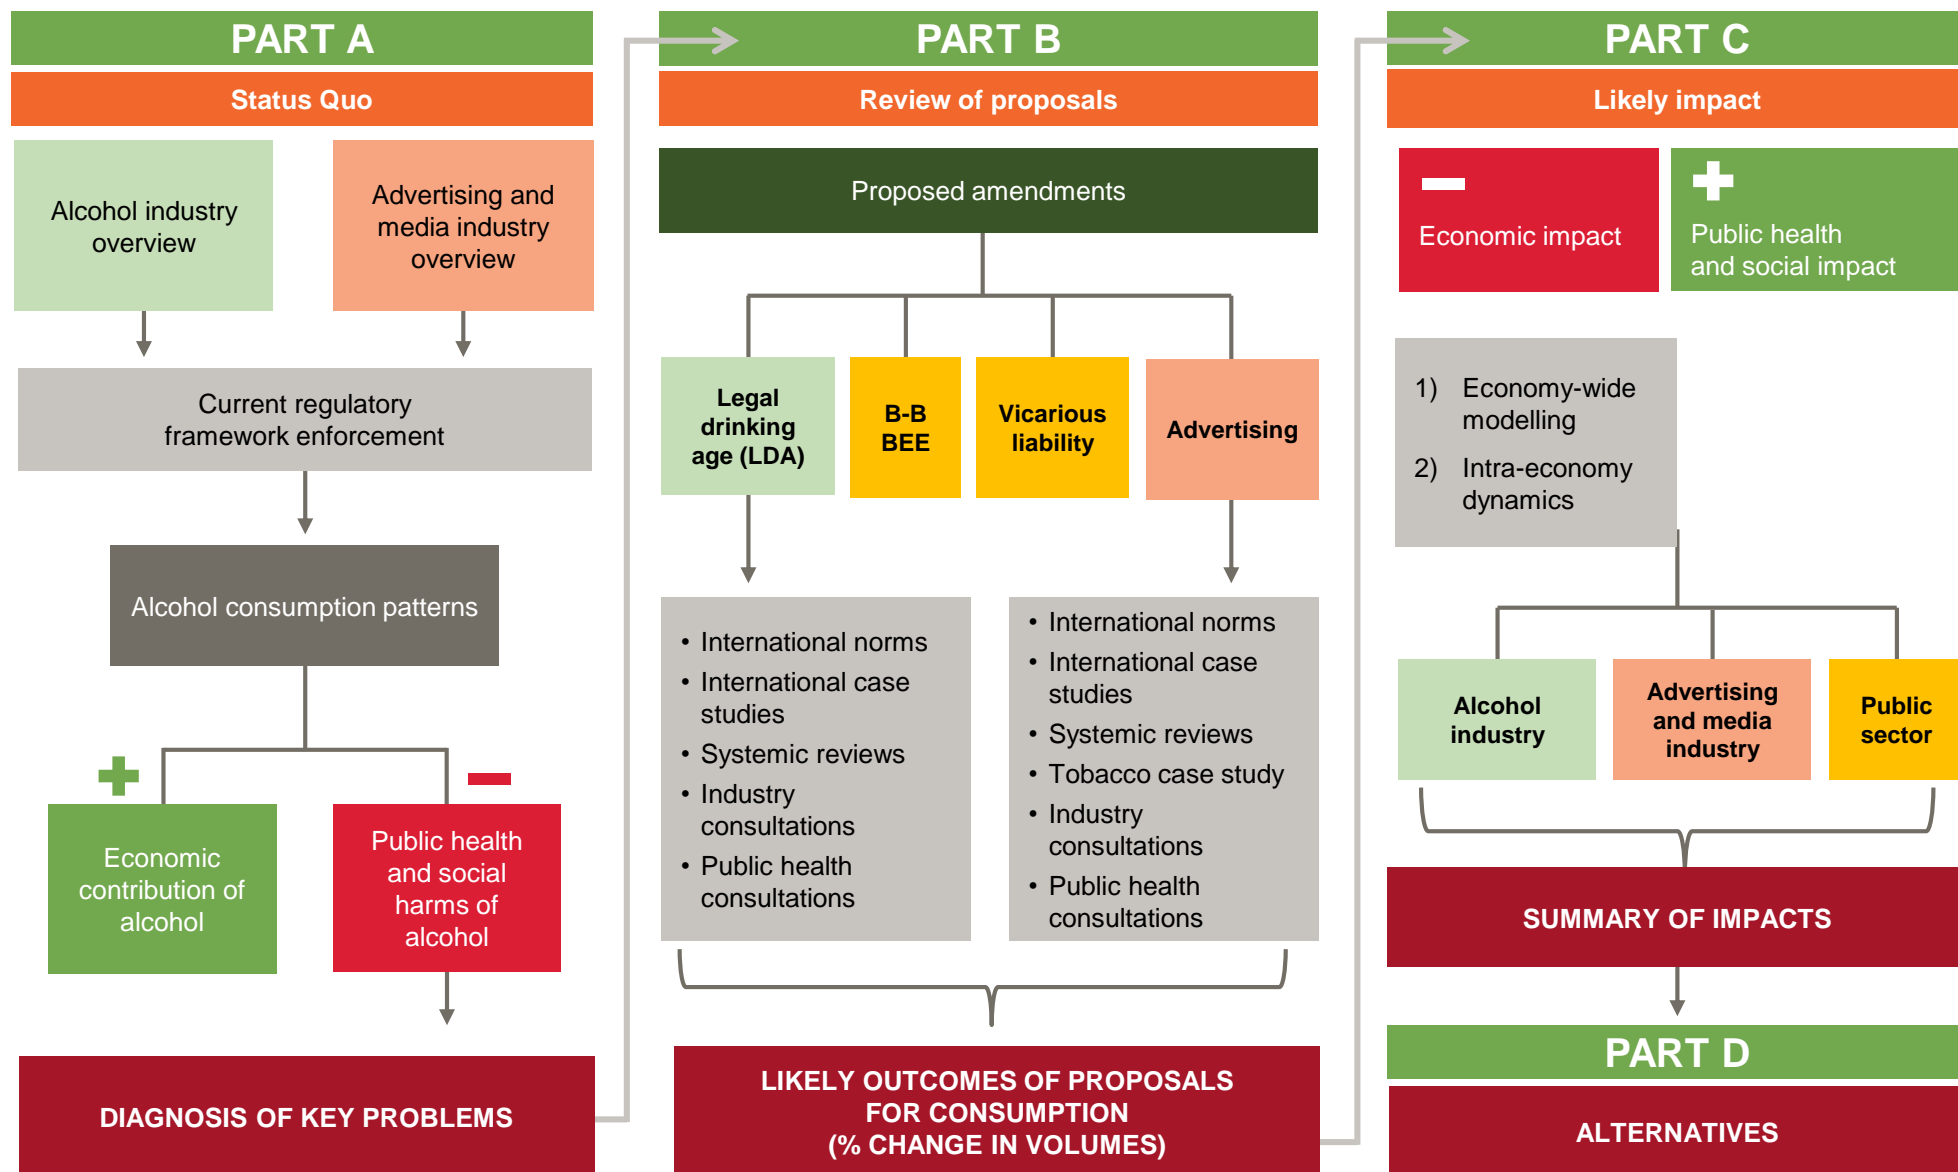 PART A
Status Quo
Alcohol industry
overview
Advertising and
media industry
overview
Current regulatory
framework enforcement
Alcohol consumption patterns
Economic
contribution of
alcohol
Public health
and social
harms of
alcohol
DIAGNOSIS OF KEY PROBLEMS
PART B
Review of proposals
Proposed amendments
Legal
drinking
age (LDA)
B-B
BEE
Vicarious
liability
Advertising
• International norms
• International case
studies
• Systemic reviews
• Industry
consultations
• Public health
consultations
• International norms
• International case
studies
• Systemic reviews
• Tobacco case study
• Industry
consultations
• Public health
consultations
LIKELY OUTCOMES OF PROPOSALS
FOR CONSUMPTION
(% CHANGE IN VOLUMES)
PART C
Likely impact
Economic impact
Public health
and social impact
1) Economy-wide
modelling
2) Intra-economy
dynamics
Alcohol
industry
Advertising
and media
industry
Public
sector
SUMMARY OF IMPACTS
PART D
ALTERNATIVES